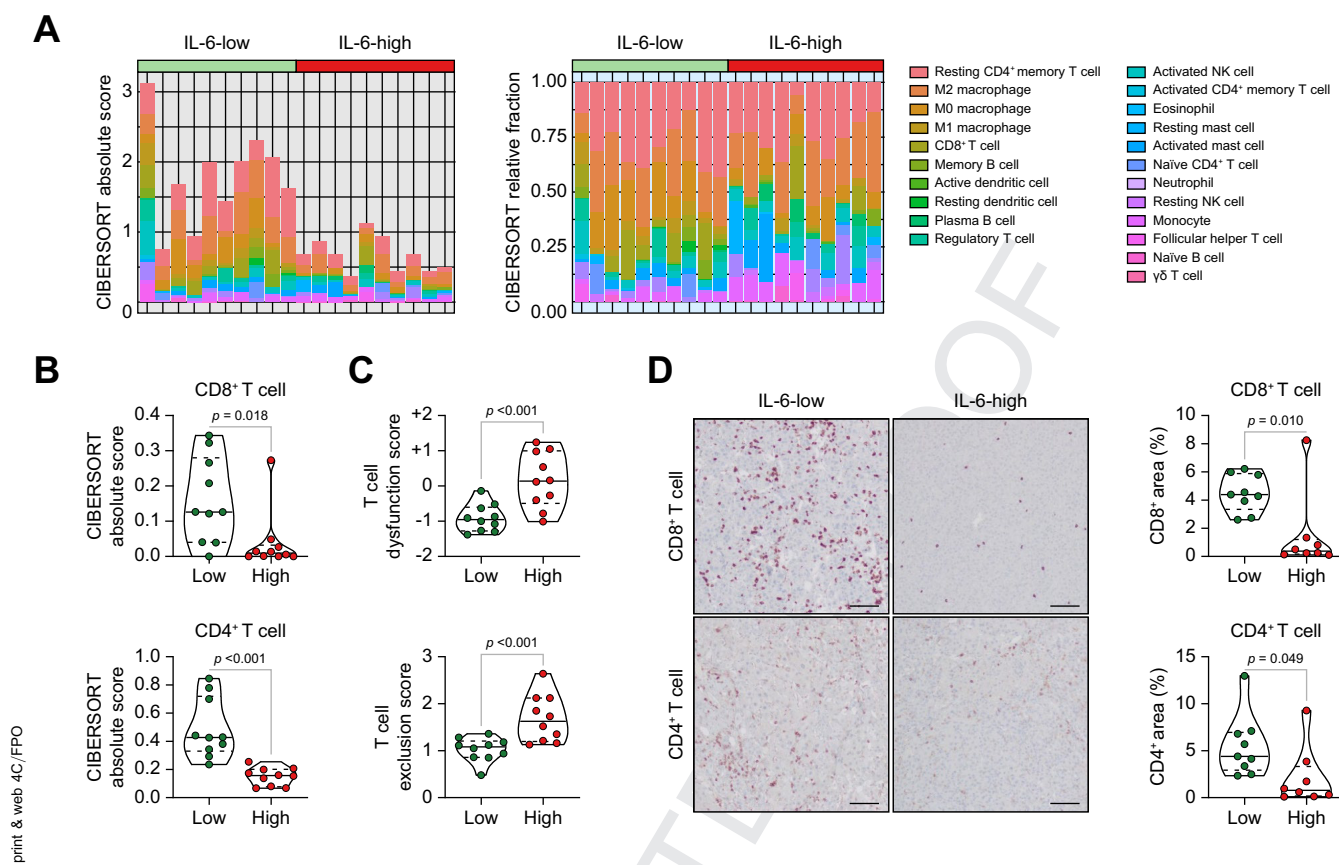 A
IL-6-low
IL-6-high
CIBERSORT absolute score
3
2
1
0
IL-6-low
IL-6-high
CIBERSORT relative fraction
1.00
0.75
0.50
0.25
0.00
Resting CD4⁺ memory T cell
M2 macrophage
M0 macrophage
M1 macrophage
CD8⁺ T cell
Memory B cell
Active dendritic cell
Resting dendritic cell
Plasma B cell
Regulatory T cell
Activated NK cell
Activated CD4⁺ memory T cell
Eosinophil
Resting mast cell
Activated mast cell
Naïve CD4⁺ T cell
Neutrophil
Resting NK cell
Monocyte
Follicular helper T cell
Naïve B cell
γδ T cell
B
CD8⁺ T cell
p = 0.018
CIBERSORT
absolute score
0.4
0.3
0.2
0.1
0.0
Low
High
CD4⁺ T cell
p <0.001
CIBERSORT
absolute score
1.0
0.8
0.6
0.4
0.2
0.0
Low
High
C
p <0.001
T cell
dysfunction score
+2
+1
0
-1
-2
Low
High
p <0.001
T cell
exclusion score
3
2
1
0
Low
High
D
IL-6-low
IL-6-high
CD8⁺ T cell
CD4⁺ T cell
CD8⁺ T cell
p = 0.010
CD8⁺ area (%)
10
8
6
4
2
0
Low
High
CD4⁺ T cell
p = 0.049
CD4⁺ area (%)
15
10
5
0
Low
High
print & web 4C/FPO